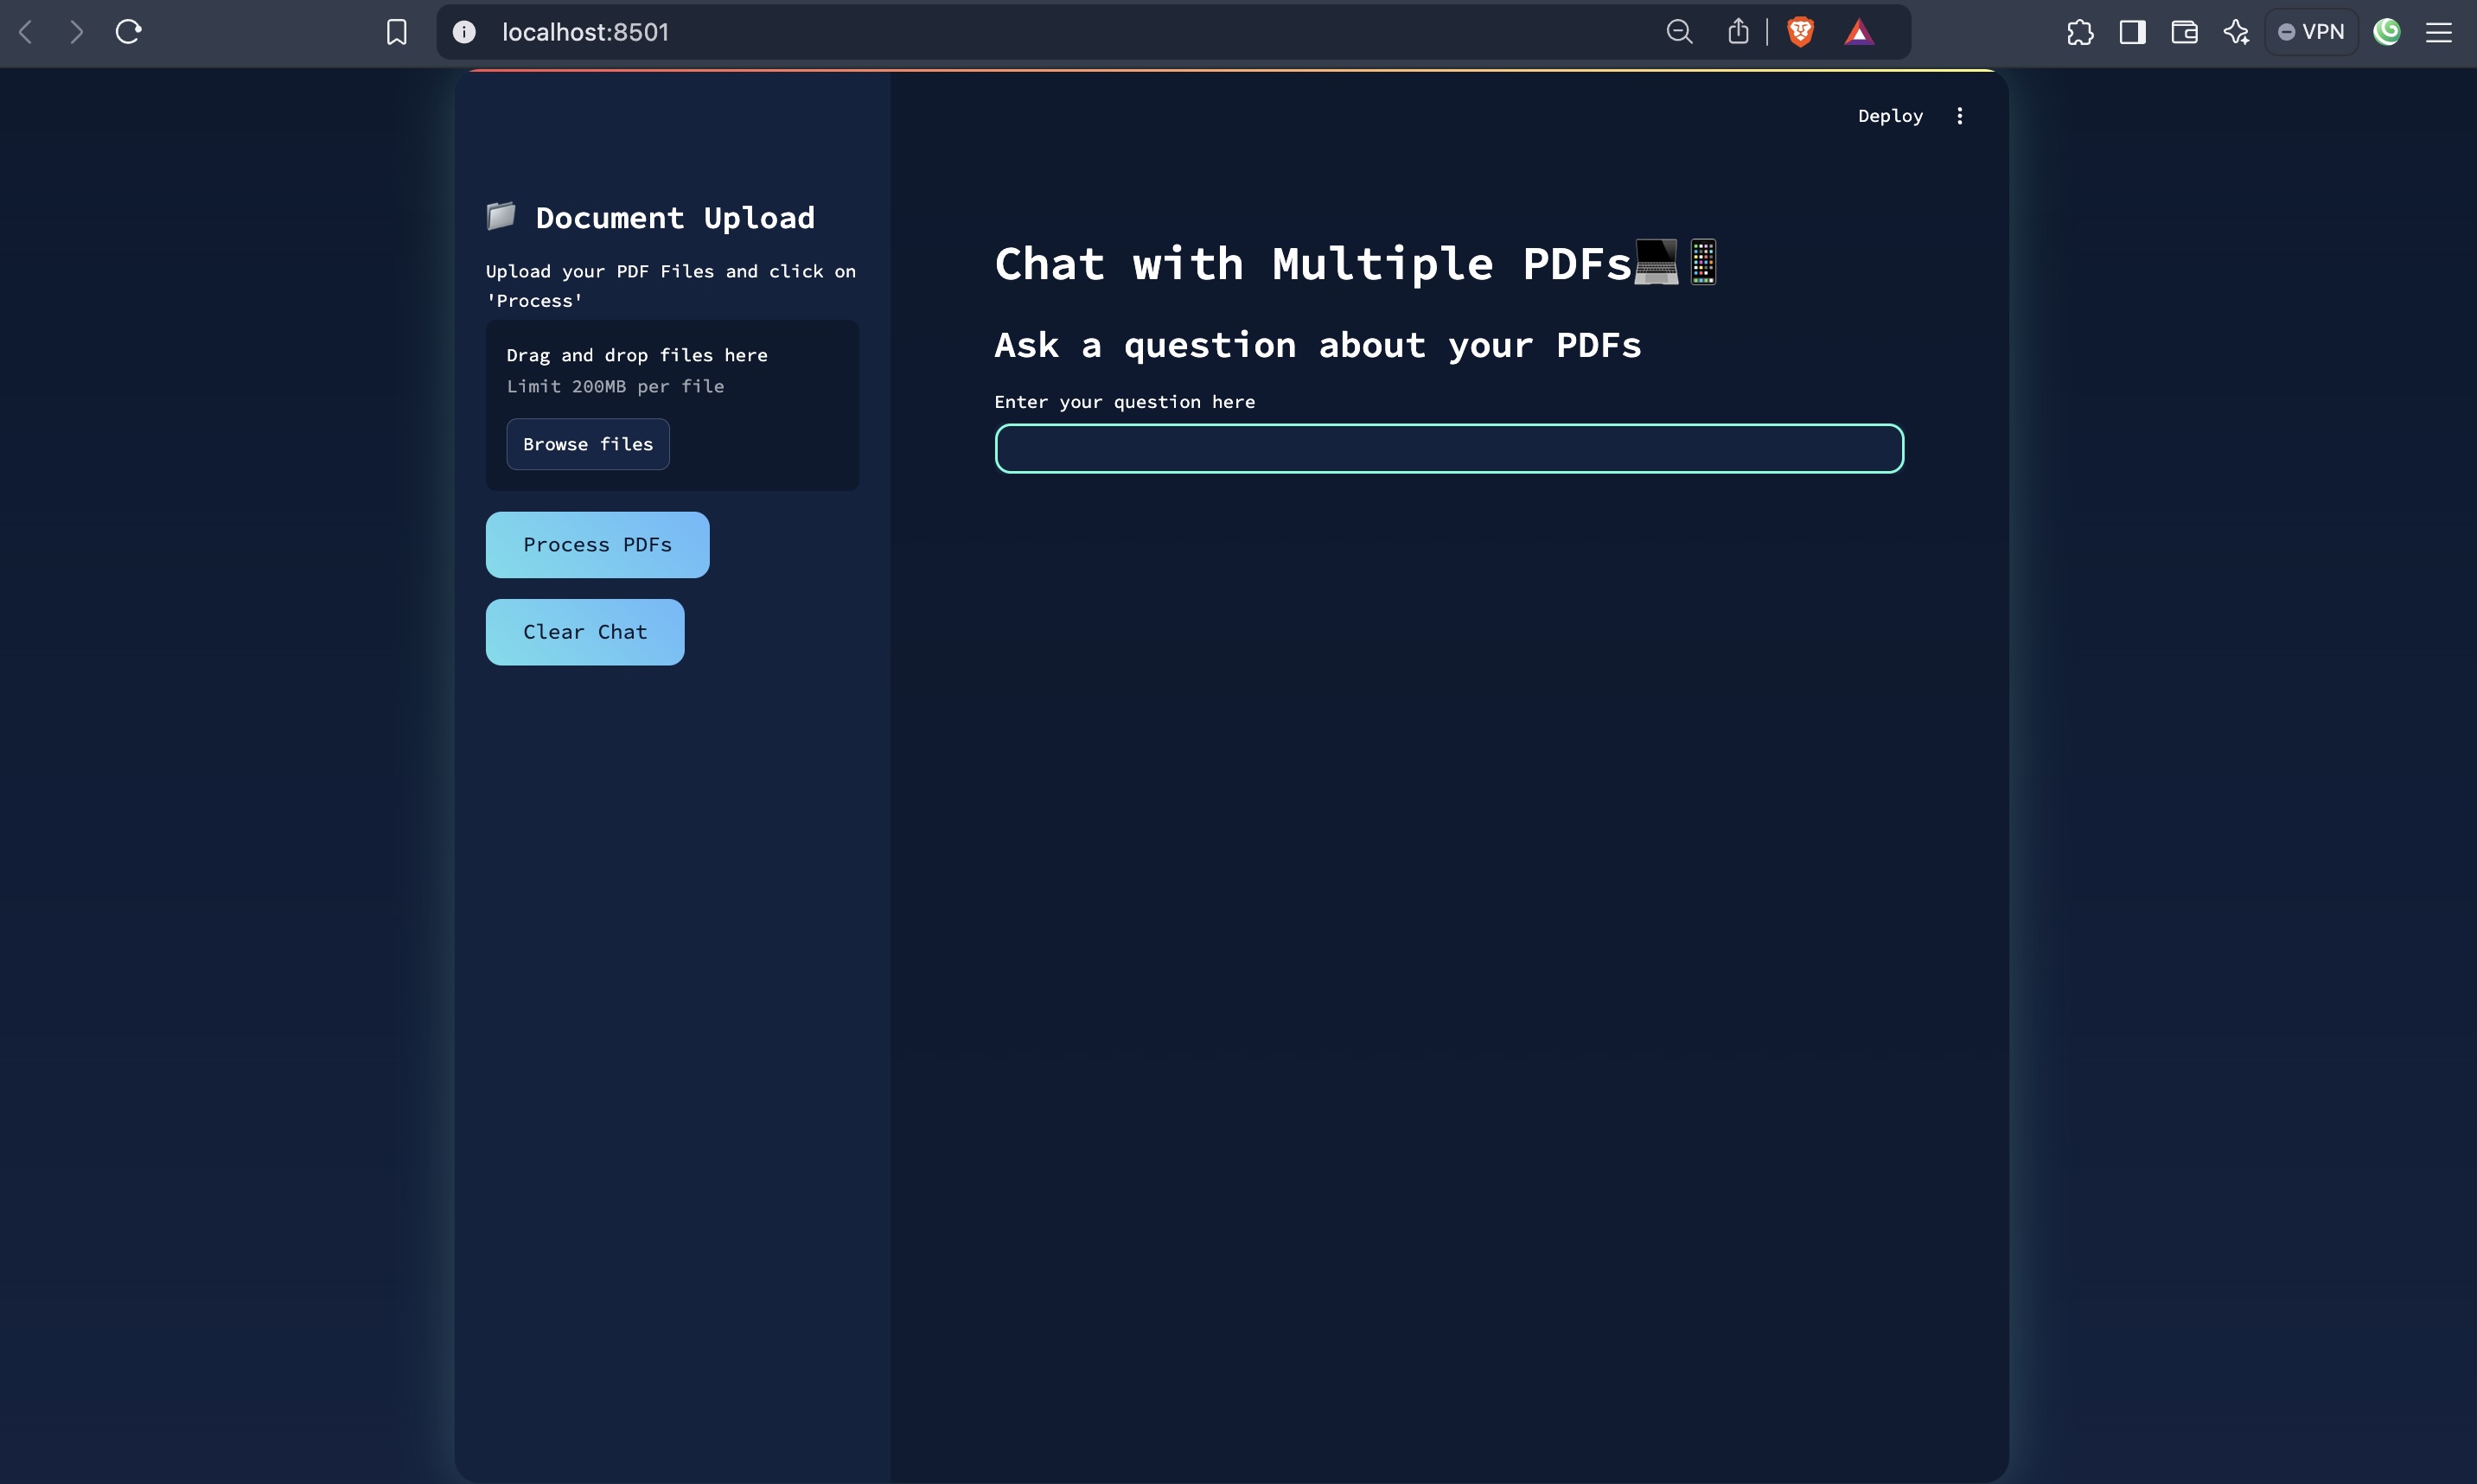 localhost:8501
VPN
Deploy
Document Upload
Upload your PDF Files and click on
'Process'
Drag and drop files here
Limit 200MB per file
Browse files
Process PDFs
Clear Chat
Chat with Multiple PDFs
Ask a question about your PDFs
Enter your question here